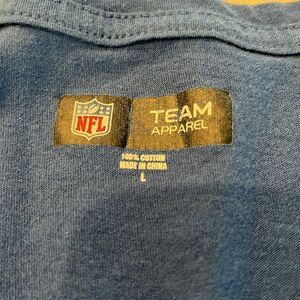 NFL
TEAM
APPAREL
100% COTTON
MADE IN CHINA
L